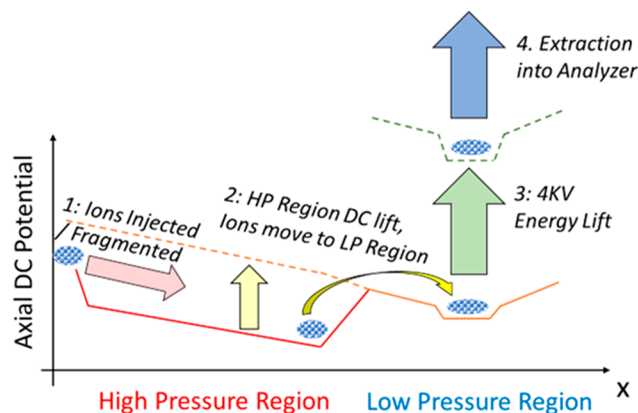 4. Extraction
into Analyzer
1: Ions Injected
/ Fragmented
2: HP Region DC lift,
Ions move to LP Region
3: 4KV
Energy Lift
Axial DC Potential
X
High Pressure Region
Low Pressure Region